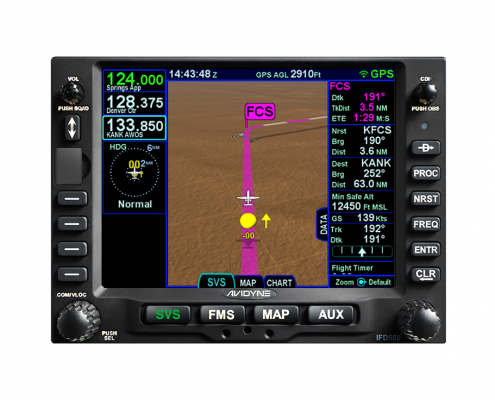 VOL
PUSH SQ/ID
124.000
Springs App
128.375
Denver Ctr
133.850
KANK AWOS
HDG
6NM
2NM
002
Normal
14:43:48 Z
GPS AGL 2910Ft
GPS
FCS
-00
DATA
SVS MAP CHART
FCS
Dtk 191°
TkDist 3.5 NM
ETE 1:29 M:S
Nrst KFCS
Brg 190°
Dist 3.6 NM
Dest KANK
Brg 252°
Dist 63.0 NM
Min Safe Alt
12450 Ft MSL
GS 139 Kts
Trk 192°
Dtk 191°
Flight Timer
Zoom Default
CDI
PUSH OBS
D
PROC
NRST
FREQ
ENTR
CLR
COM/VLOC
PUSH SEL
AVIDYNE
SVS
FMS
MAP
AUX
IFD550